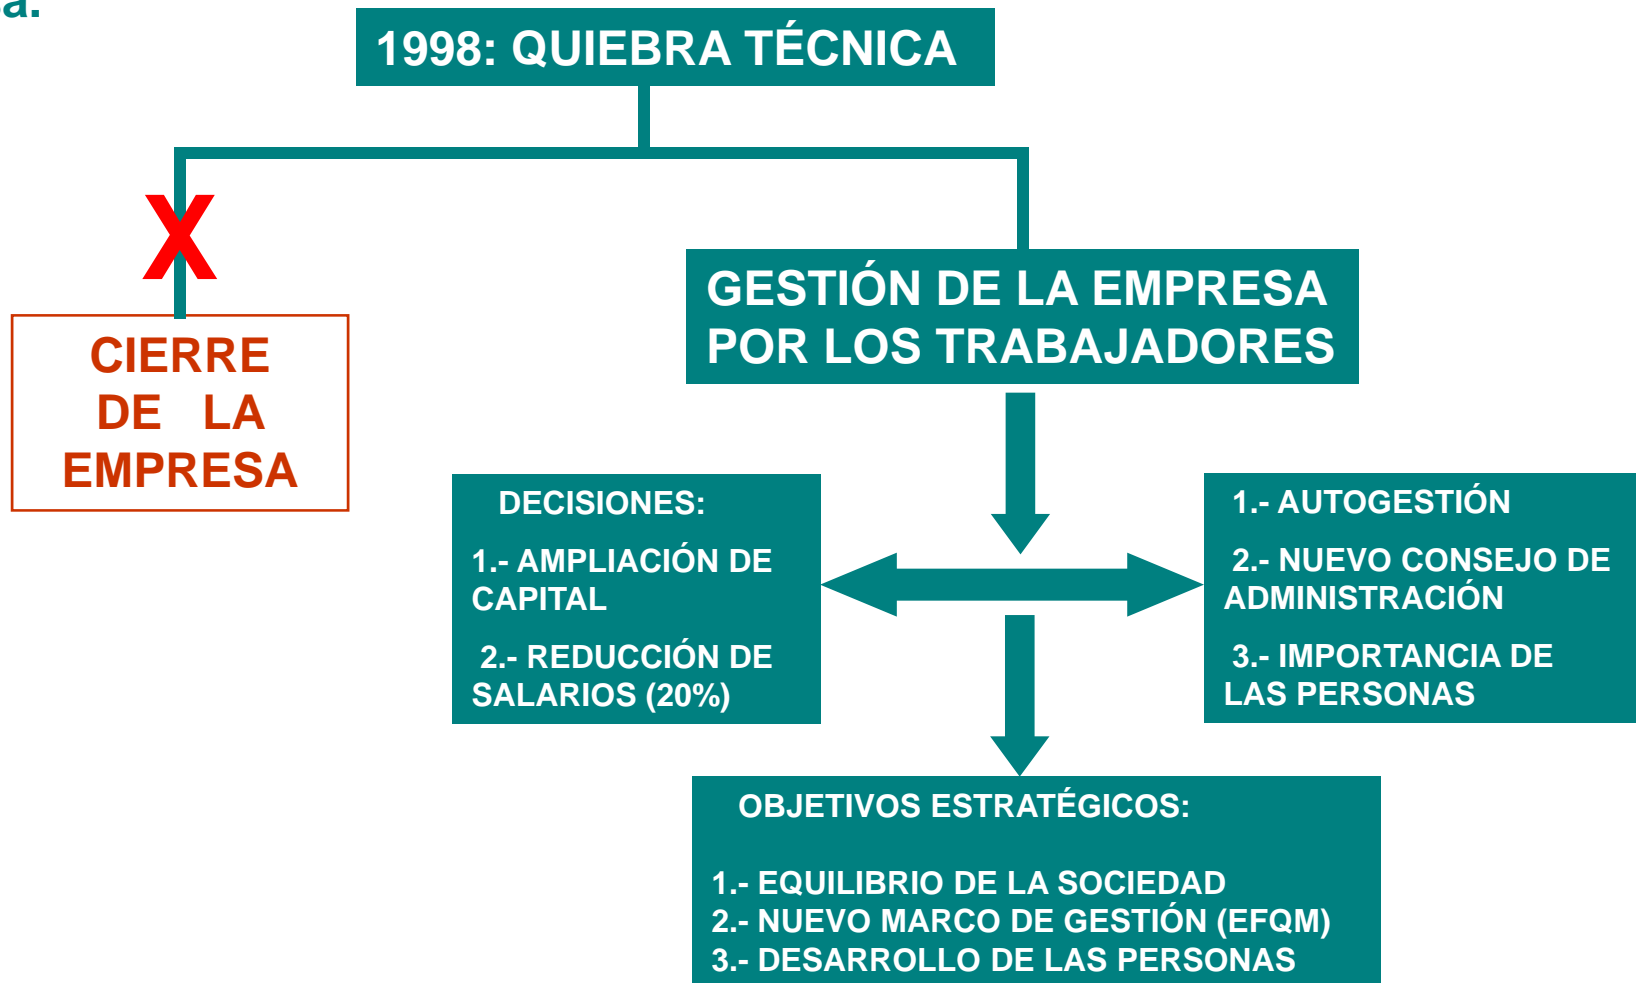 1998: QUIEBRA TÉCNICA
X
CIERRE
DE LA
EMPRESA
GESTIÓN DE LA EMPRESA
POR LOS TRABAJADORES
DECISIONES:
1.- AMPLIACIÓN DE
CAPITAL
2.- REDUCCIÓN DE
SALARIOS (20%)
1.- AUTOGESTIÓN
2.- NUEVO CONSEJO DE
ADMINISTRACIÓN
3.- IMPORTANCIA DE
LAS PERSONAS
OBJETIVOS ESTRATÉGICOS:
1.- EQUILIBRIO DE LA SOCIEDAD
2.- NUEVO MARCO DE GESTIÓN (EFQM)
3.- DESARROLLO DE LAS PERSONAS